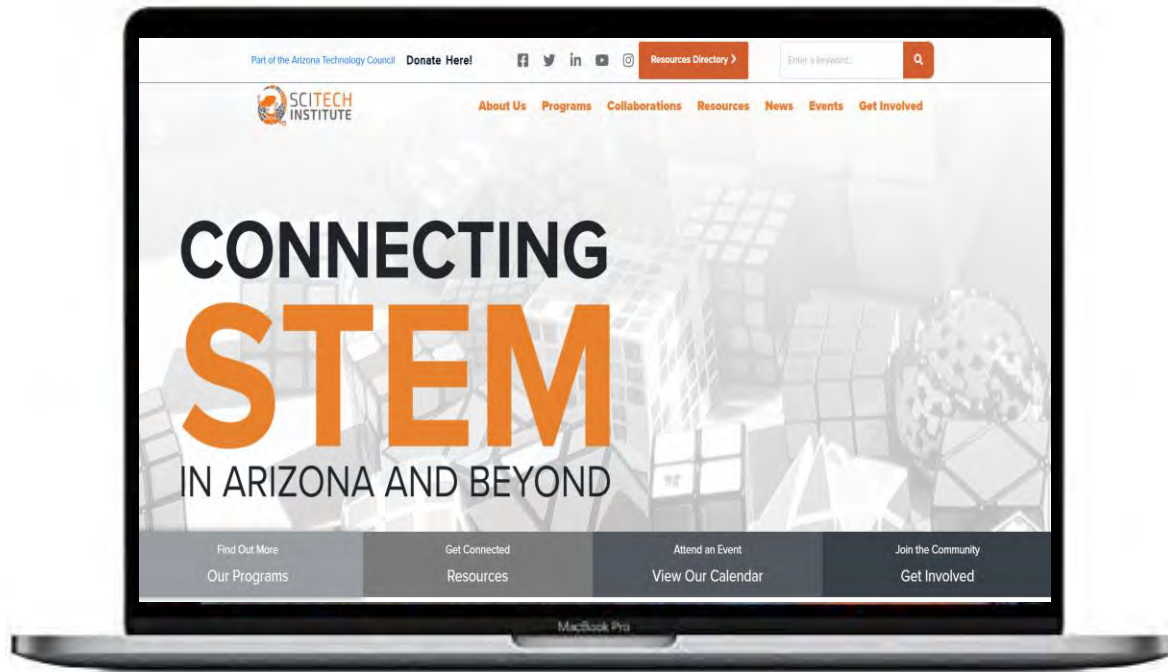 Part of the Arizona Technology Council Donate Here! Resources Directory > Enter a keyword...
SCITECH
INSTITUTE
About Us Programs Collaborations Resources News Events Get Involved
CONNECTING
STEM
IN ARIZONA AND BEYOND
Find Out More Get Connected Attend an Event Join the Community
Our Programs Resources View Our Calendar Get Involved
MacBook Pro